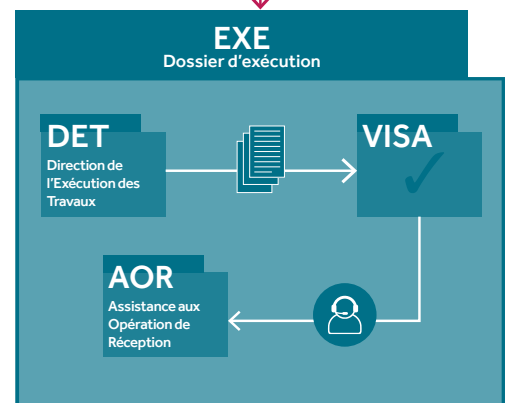 EXE
Dossier d’exécution
DET
Direction de
l’Exécution des
Travaux
VISA
AOR
Assistance aux
Opération de
Réception